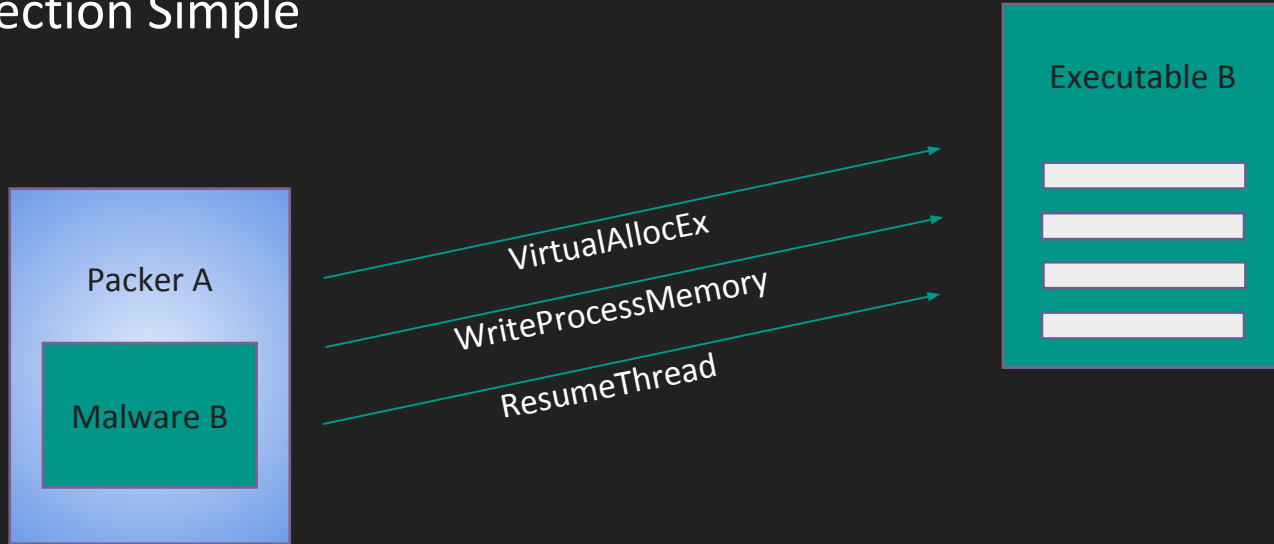 ection Simple
Executable B
Packer A
Malware B
VirtualAllocEx
WriteProcessMemory
ResumeThread